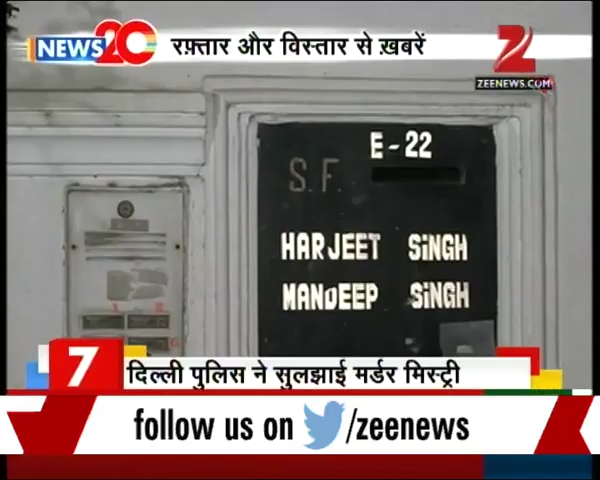 NEWS 20
रफ़्तार और विस्तार से ख़बरें
Z
ZEENEWS.COM
E-22
S.F.
HARJEET SiNGH
MANDEEP SiNGH
7
दिल्ली पुलिस ने सुलझाई मर्डर मिस्ट्री
follow us on /zeenews